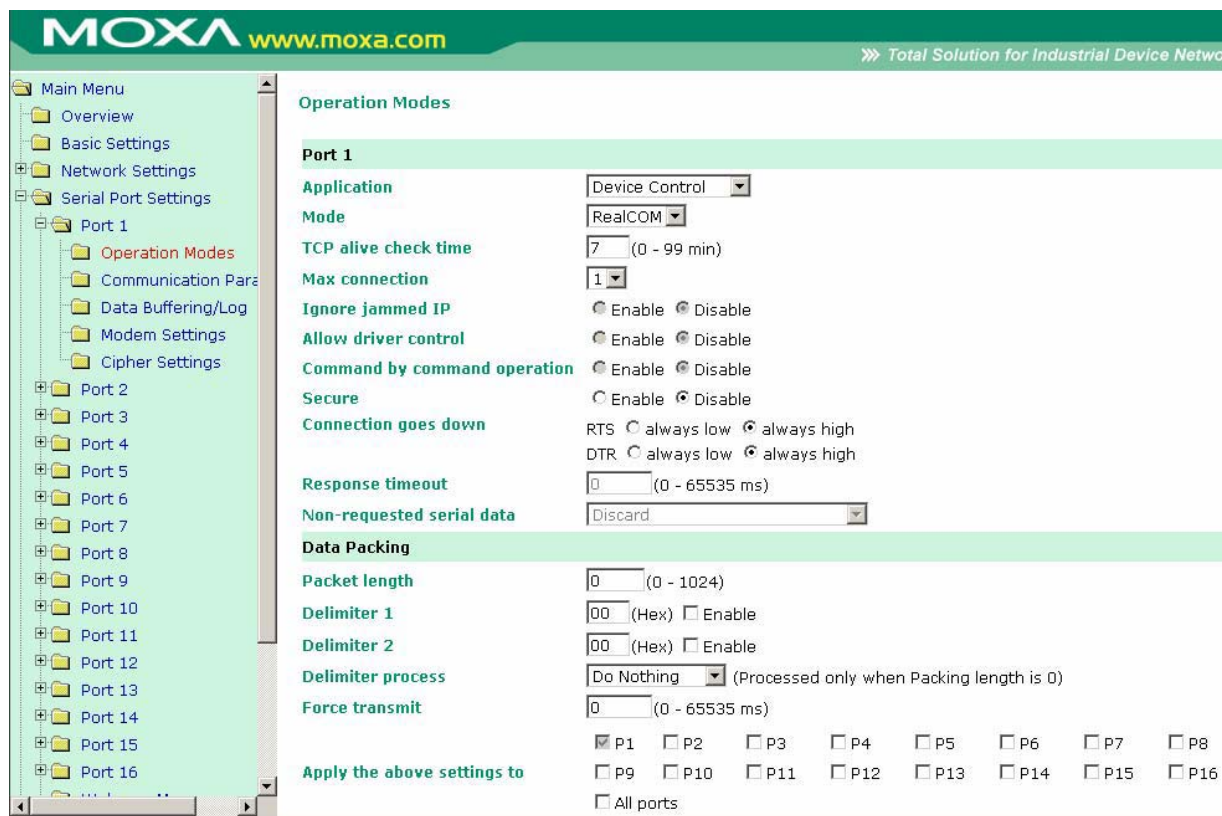 MOXA www.moxa.com
Total Solution for Industrial Device Netwo
Main Menu
Overview
Basic Settings
Network Settings
Serial Port Settings
Port 1
Operation Modes
Communication Para
Data Buffering/Log
Modem Settings
Cipher Settings
Port 2
Port 3
Port 4
Port 5
Port 6
Port 7
Port 8
Port 9
Port 10
Port 11
Port 12
Port 13
Port 14
Port 15
Port 16
Operation Modes
Port 1
Application Device Control
Mode RealCOM
TCP alive check time 7 (0 - 99 min)
Max connection 1
Ignore jammed IP Enable Disable
Allow driver control Enable Disable
Command by command operation Enable Disable
Secure Enable Disable
Connection goes down RTS always low always high
DTR always low always high
Response timeout 0 (0 - 65535 ms)
Non-requested serial data Discard
Data Packing
Packet length 0 (0 - 1024)
Delimiter 1 00 (Hex) Enable
Delimiter 2 00 (Hex) Enable
Delimiter process Do Nothing (Processed only when Packing length is 0)
Force transmit 0 (0 - 65535 ms)
P1 P2 P3 P4 P5 P6 P7 P8
Apply the above settings to P9 P10 P11 P12 P13 P14 P15 P16
All ports